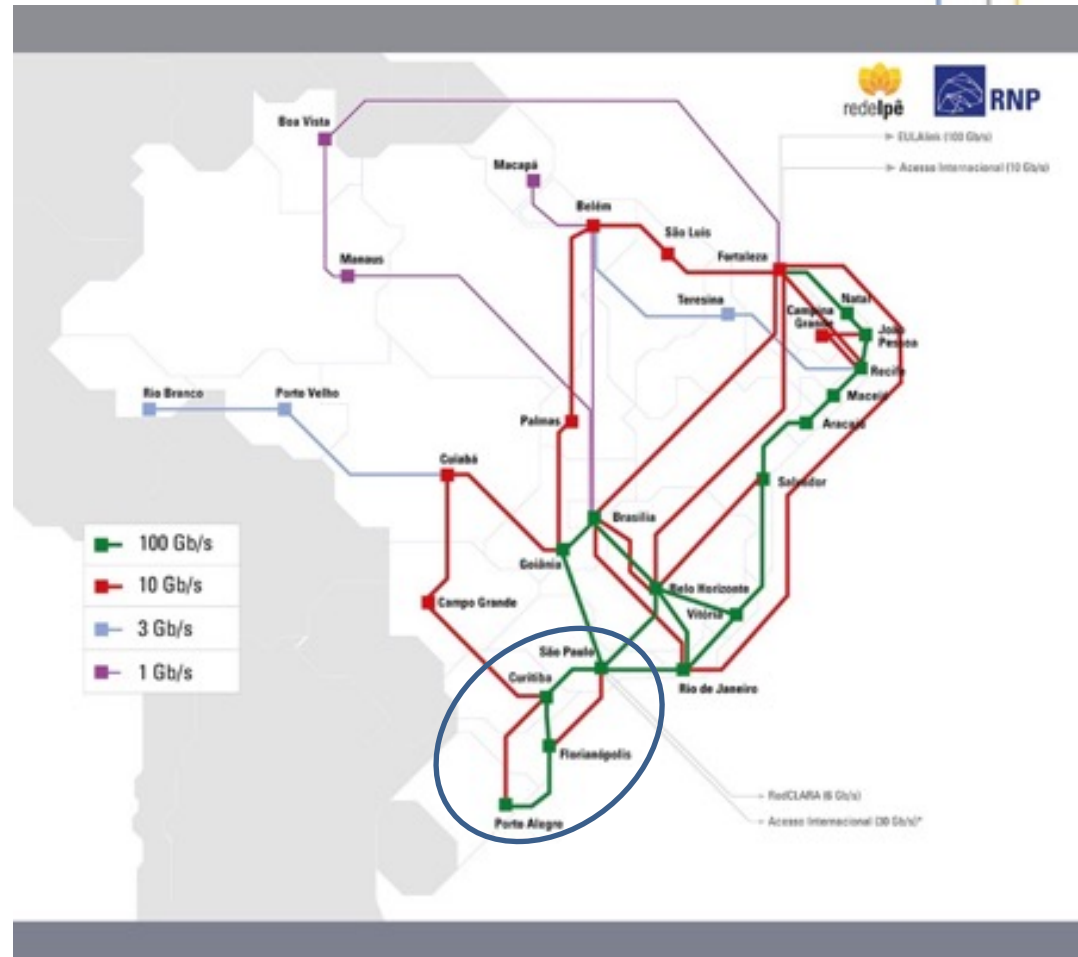 redeIpê
RNP
EULAlink (100 Gb/s)
Acesso Internacional (10 Gb/s)
Boa Vista
Macapá
Belém
São Luís
Fortaleza
Manaus
Teresina
Natal
Campina
Grande
João
Pessoa
Recife
Maceió
Aracaju
Rio Branco
Porto Velho
Palmas
Cuiabá
Salvador
Brasília
Goiânia
100 Gb/s
10 Gb/s
3 Gb/s
1 Gb/s
Belo Horizonte
Campo Grande
Vitória
São Paulo
Curitiba
Rio de Janeiro
Florianópolis
RedCLARA (6 Gb/s)
Porto Alegre
Acesso Internacional (30 Gb/s)*